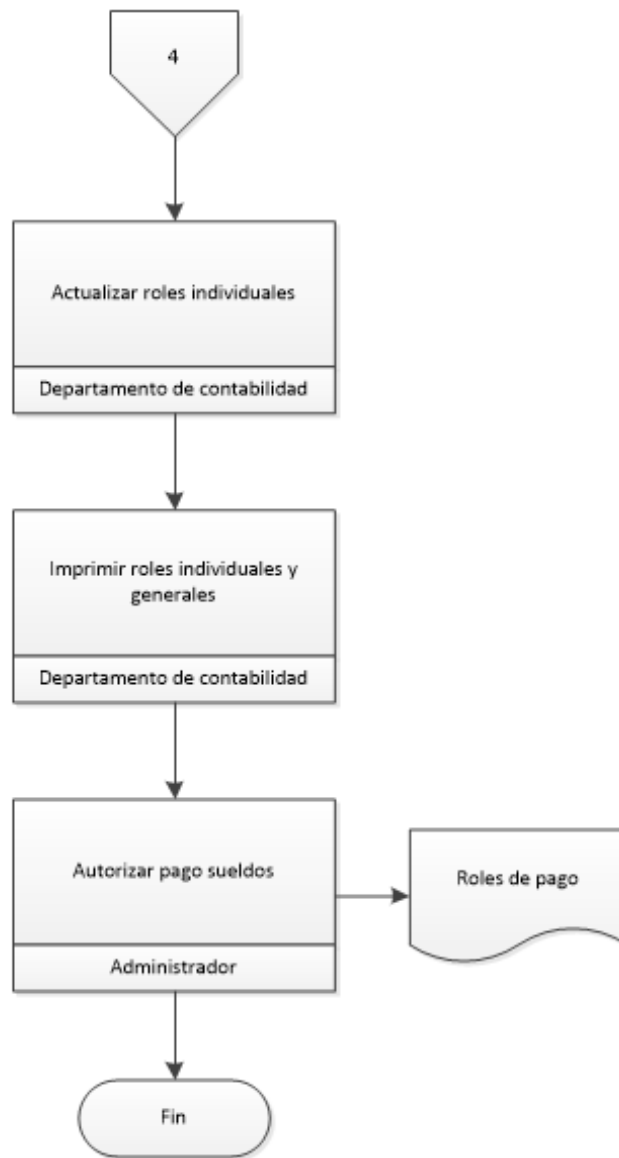 4
Actualizar roles individuales
Departamento de contabilidad
Imprimir roles individuales y
generales
Departamento de contabilidad
Autorizar pago sueldos
Roles de pago
Administrador
Fin